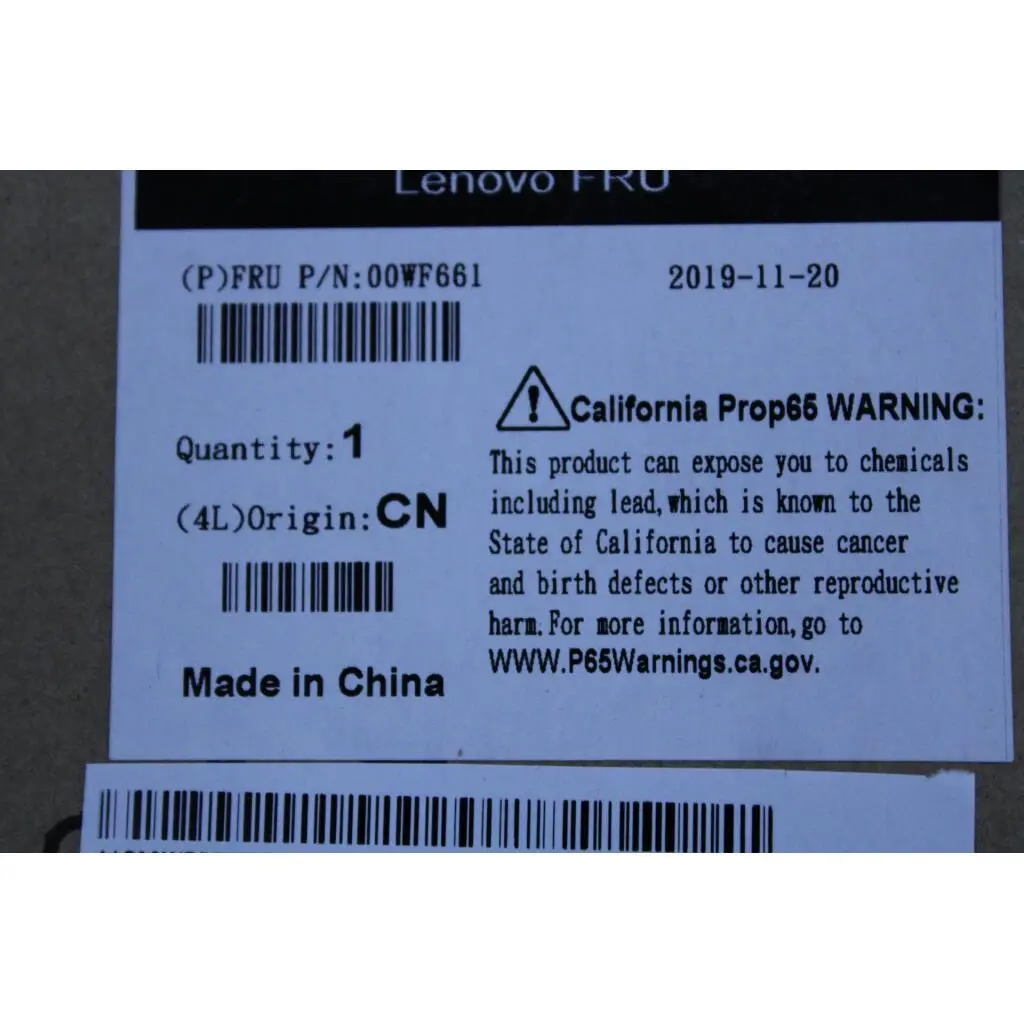 Lenovo FRU
(P)FRU P/N:00WF661
2019-11-20
Quantity:1
(4L)Origin:CN
Made in China
California Prop65 WARNING:
This product can expose you to chemicals
including lead,which is known to the
State of California to cause cancer
and birth defects or other reproductive
harm.For more information,go to
WWW.P65Warnings.ca.gov.